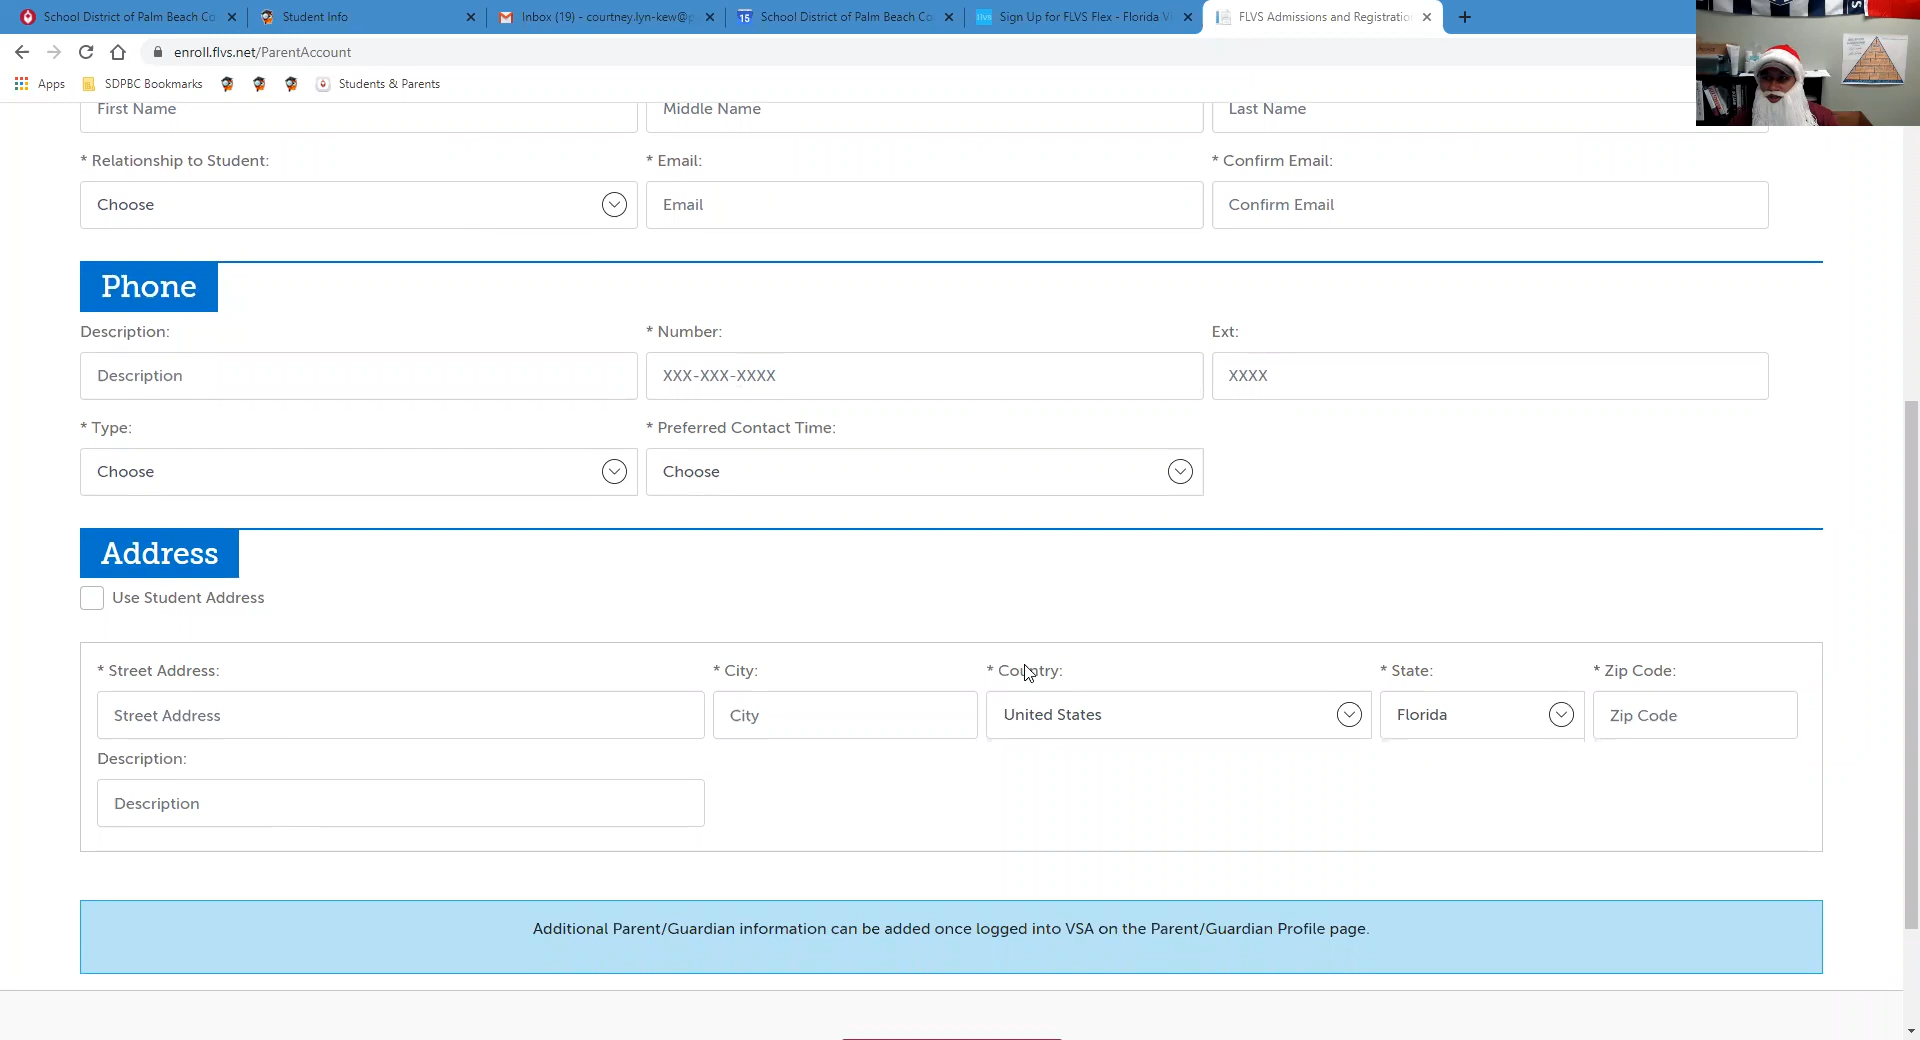 School District of Palm Beach Co
Student Info
Inbox (19) - courtney.lyn-kew@p
15 School District of Palm Beach Co
flvs Sign Up for FLVS Flex - Florida Vi
FLVS Admissions and Registratio
enroll.flvs.net/ParentAccount
Apps
SDPBC Bookmarks
Students & Parents
First Name
Middle Name
Last Name
* Relationship to Student:
* Email:
* Confirm Email:
Choose
Email
Confirm Email
Phone
Description:
* Number:
Ext:
Description
XXX-XXX-XXXX
XXXX
* Type:
* Preferred Contact Time:
Choose
Choose
Address
Use Student Address
* Street Address:
* City:
* Country:
* State:
* Zip Code:
Street Address
City
United States
Florida
Zip Code
Description:
Description
Additional Parent/Guardian information can be added once logged into VSA on the Parent/Guardian Profile page.